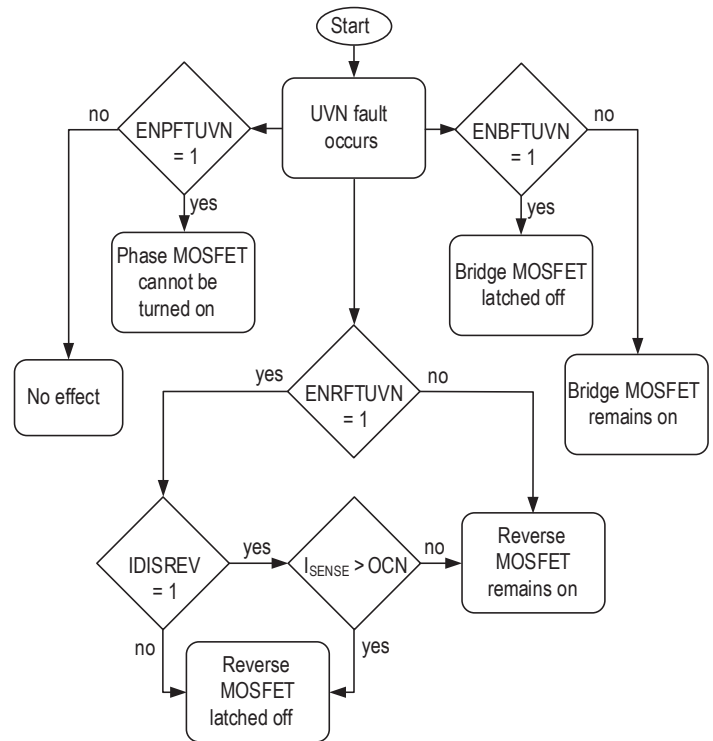 Start
UVN fault
occurs
no
ENPFTUVN
= 1
yes
Phase MOSFET
cannot be
turned on
No effect
ENBFTUVN
= 1
no
yes
Bridge MOSFET
latched off
Bridge MOSFET
remains on
yes
ENRFTUVN
= 1
no
IDISREV
= 1
yes
I_SENSE > OCN
no
Reverse
MOSFET
remains on
no
Reverse
MOSFET
latched off
yes